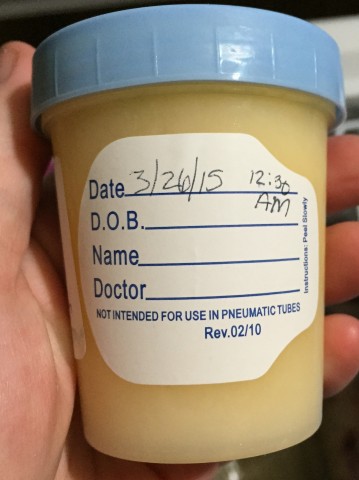 Date 3/26/15 12:30
AM
D.O.B.
Name
Doctor
NOT INTENDED FOR USE IN PNEUMATIC TUBES
Rev.02/10
Instructions: Peel Slowly